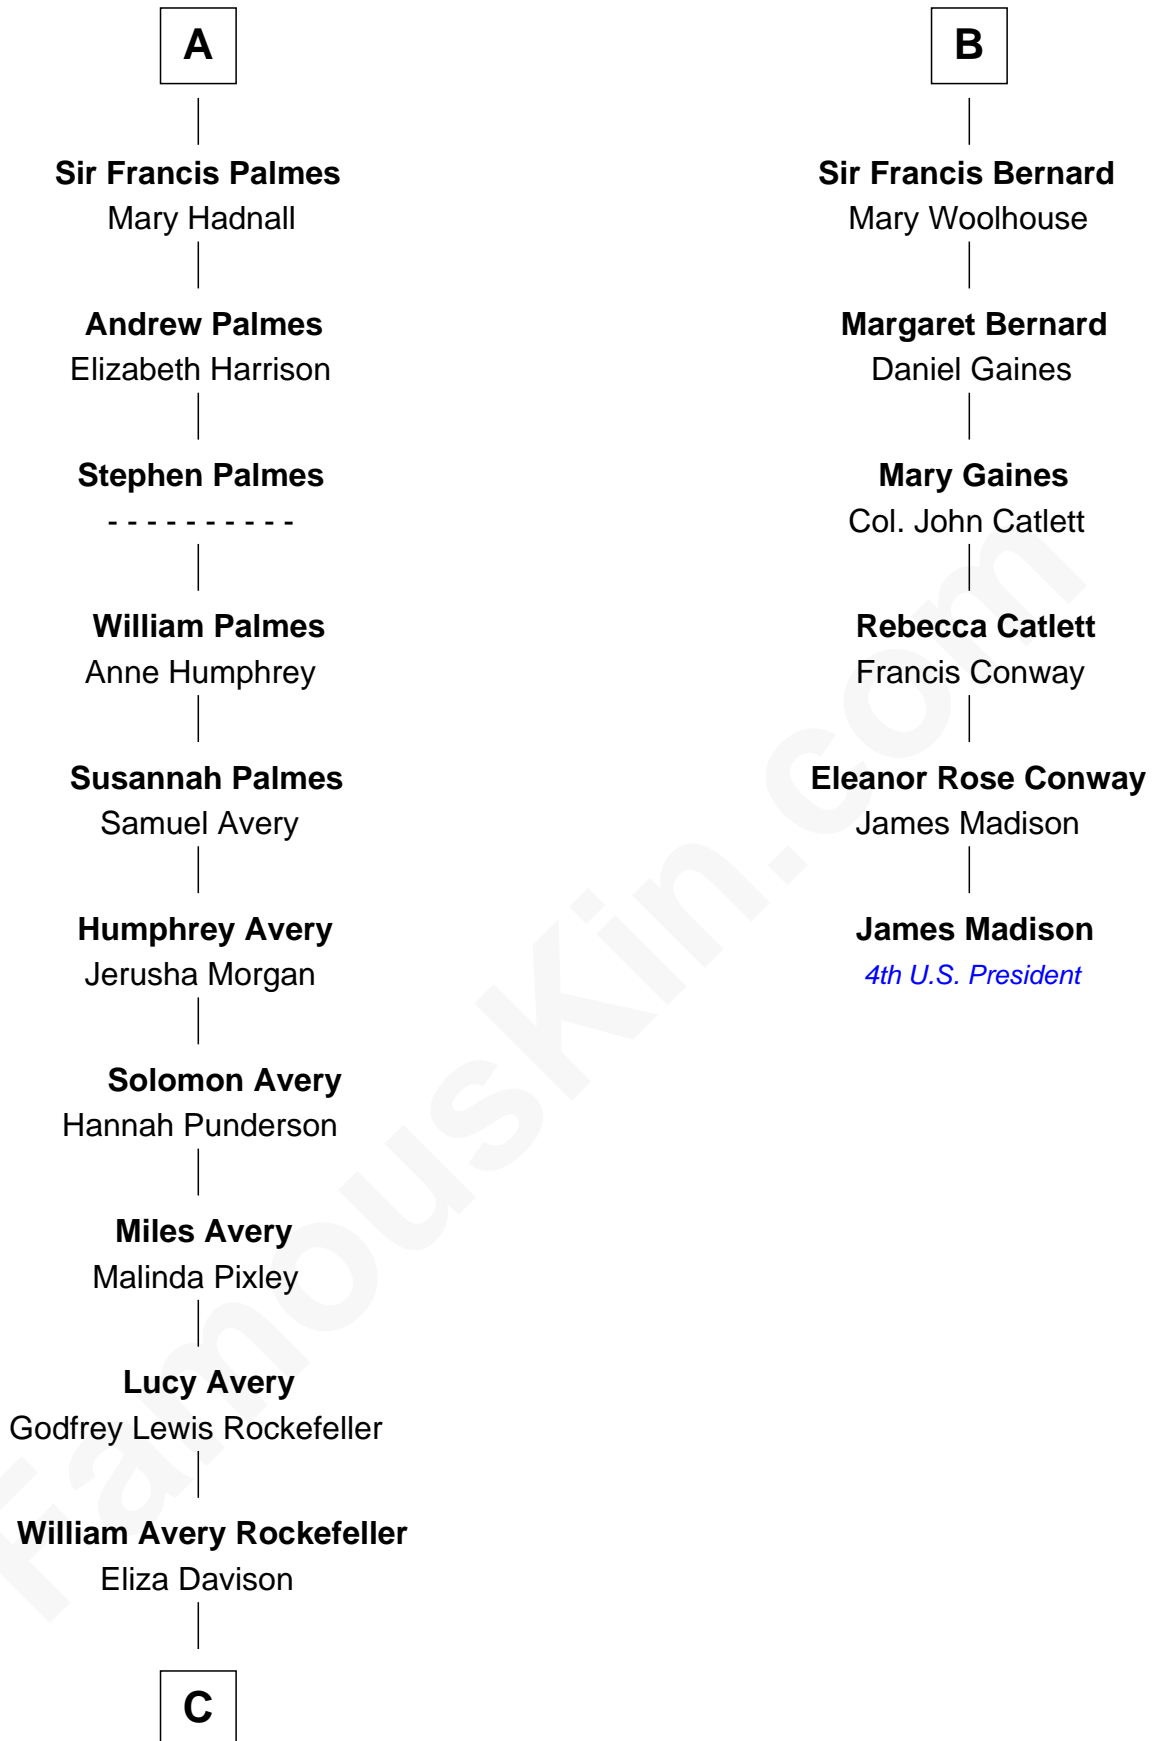 A
Sir Francis Palmes
Mary Hadnall
Andrew Palmes
Elizabeth Harrison
Stephen Palmes
- - - - - - - - - -
William Palmes
Anne Humphrey
Susannah Palmes
Samuel Avery
Humphrey Avery
Jerusha Morgan
Solomon Avery
Hannah Punderson
Miles Avery
Malinda Pixley
Lucy Avery
Godfrey Lewis Rockefeller
William Avery Rockefeller
Eliza Davison
C
B
Sir Francis Bernard
Mary Woolhouse
Margaret Bernard
Daniel Gaines
Mary Gaines
Col. John Catlett
Rebecca Catlett
Francis Conway
Eleanor Rose Conway
James Madison
James Madison
4th U.S. President
FamousKin.com